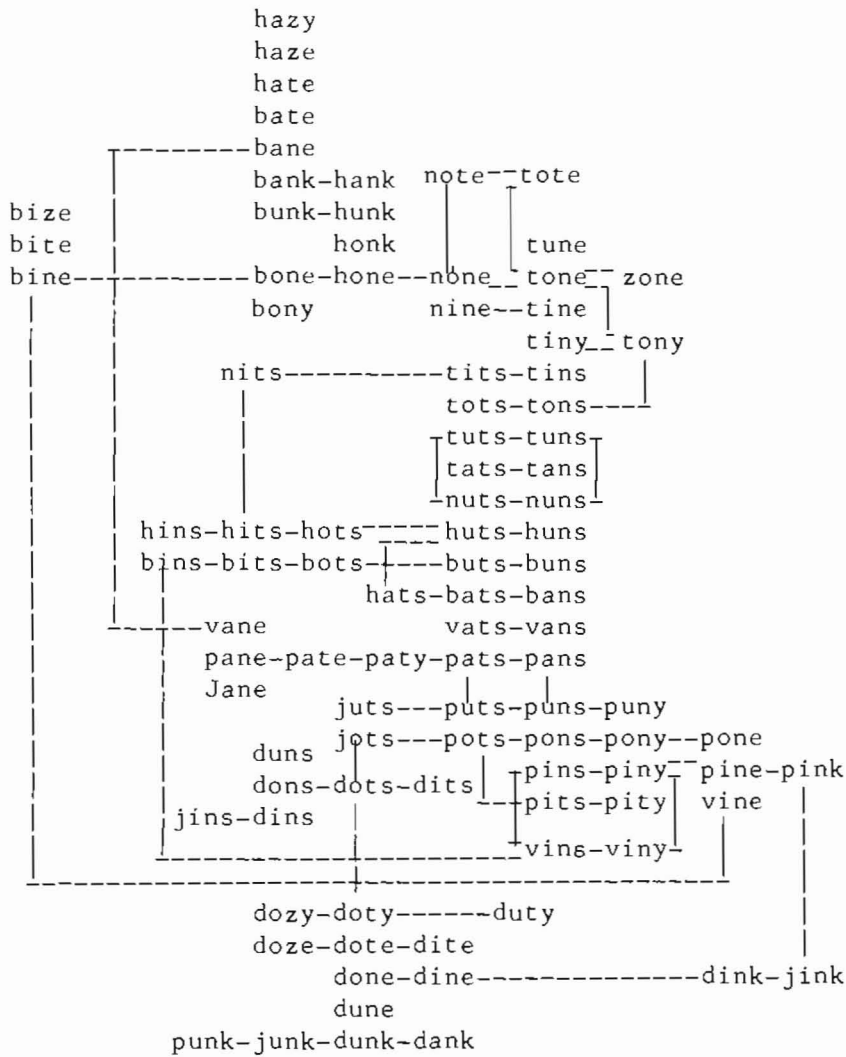 hazy
haze
hate
bate
bane
bank-hank note--tote
bize bunk-hunk
bite honk tune
bine bone-hone--none tone zone
bony nine--tine
tiny tony
nits tits-tins
tots-tons
tuts-tuns
tats-tans
nuts-nuns
hins-hits-hots huts-huns
bins-bits-bots buts-buns
hats-bats-bans
vane vats-vans
pane-pate-paty-pats-pans
Jane
juts---puts-puns-puny
jots---pots-pons-pony--pone
duns pins-piny pine-pink
dons-dots-dits pits-pity vine
jins-dins
vins-viny
dozy-doty------duty
doze-dote-dite
done-dine dink-jink
dune
punk-junk-dunk-dank